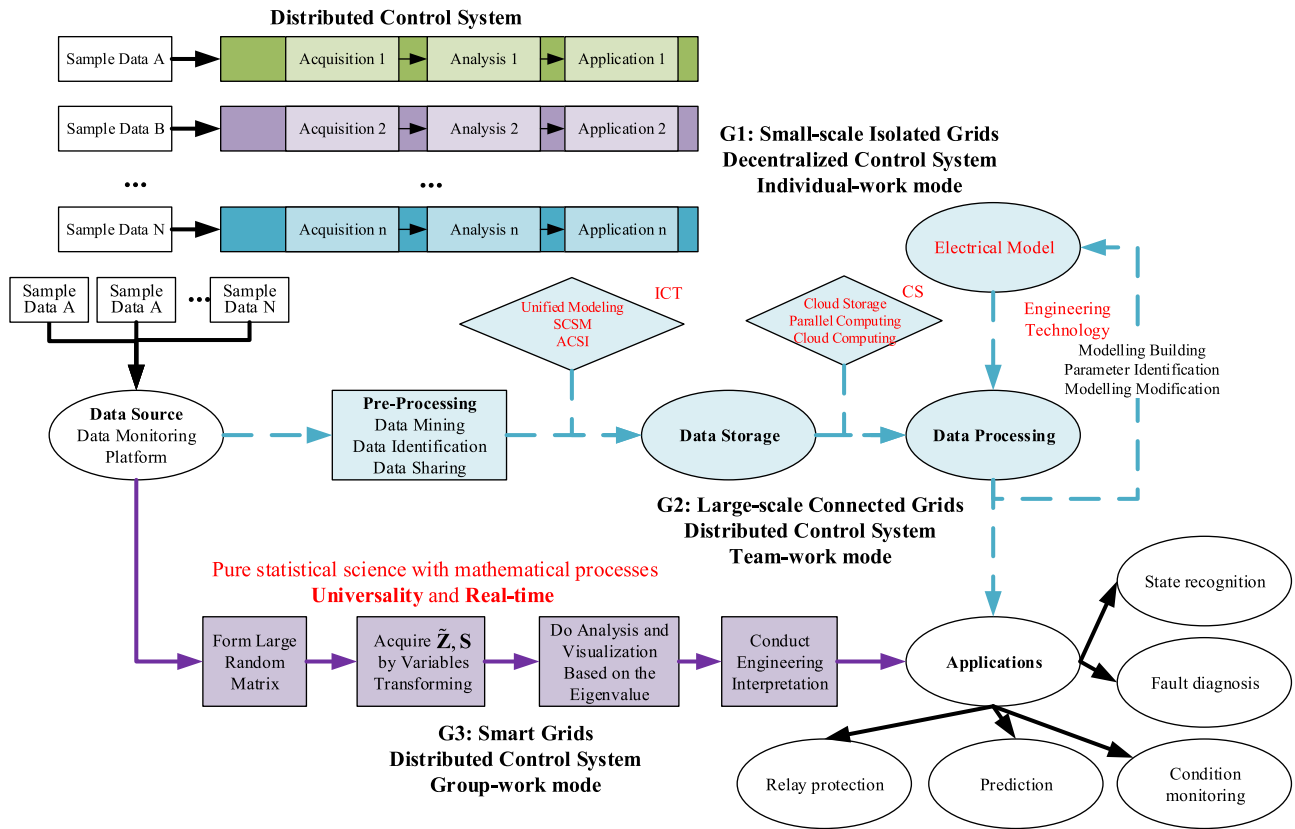 Distributed Control System
Sample Data A
Acquisition 1
Analysis 1
Application 1
Sample Data B
Acquisition 2
Analysis 2
Application 2
...
...
Sample Data N
Acquisition n
Analysis n
Application n
G1: Small-scale Isolated Grids
Decentralized Control System
Individual-work mode
Sample
Data A
Sample
Data A
...
Sample
Data N
Unified Modeling
SCSM
ACSI
ICT
Cloud Storage
Parallel Computing
Cloud Computing
CS
Electrical Model
Engineering
Technology
Modelling Building
Parameter Identification
Modelling Modification
Data Source
Data Monitoring
Platform
Pre-Processing
Data Mining
Data Identification
Data Sharing
Data Storage
Data Processing
G2: Large-scale Connected Grids
Distributed Control System
Team-work mode
Pure statistical science with mathematical processes
Universality and Real-time
Form Large
Random
Matrix
Acquire Z̃, S
by Variables
Transforming
Do Analysis and
Visualization
Based on the
Eigenvalue
Conduct
Engineering
Interpretation
Applications
State recognition
Fault diagnosis
Condition
monitoring
Prediction
Relay protection
G3: Smart Grids
Distributed Control System
Group-work mode